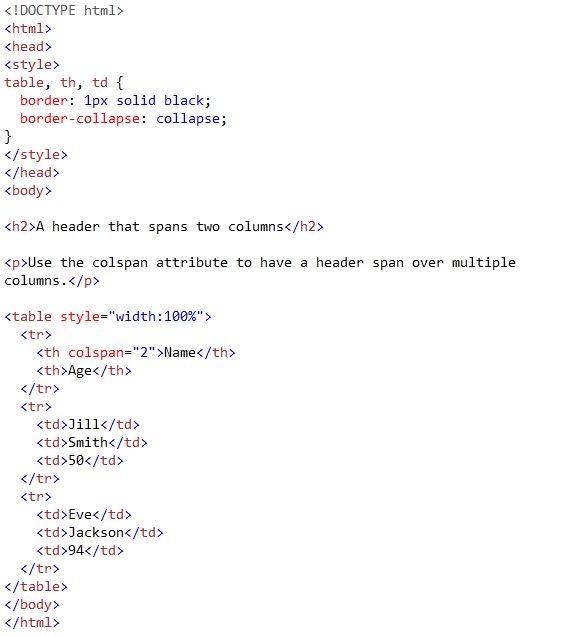 <!DOCTYPE html>
<html>
<head>
<style>
table, th, td {
  border: 1px solid black;
  border-collapse: collapse;
}
</style>
</head>
<body>

<h2>A header that spans two columns</h2>

<p>Use the colspan attribute to have a header span over multiple
columns.</p>

<table style="width:100%">
  <tr>
    <th colspan="2">Name</th>
    <th>Age</th>
  </tr>
  <tr>
    <td>Jill</td>
    <td>Smith</td>
    <td>50</td>
  </tr>
  <tr>
    <td>Eve</td>
    <td>Jackson</td>
    <td>94</td>
  </tr>
</table>
</body>
</html>